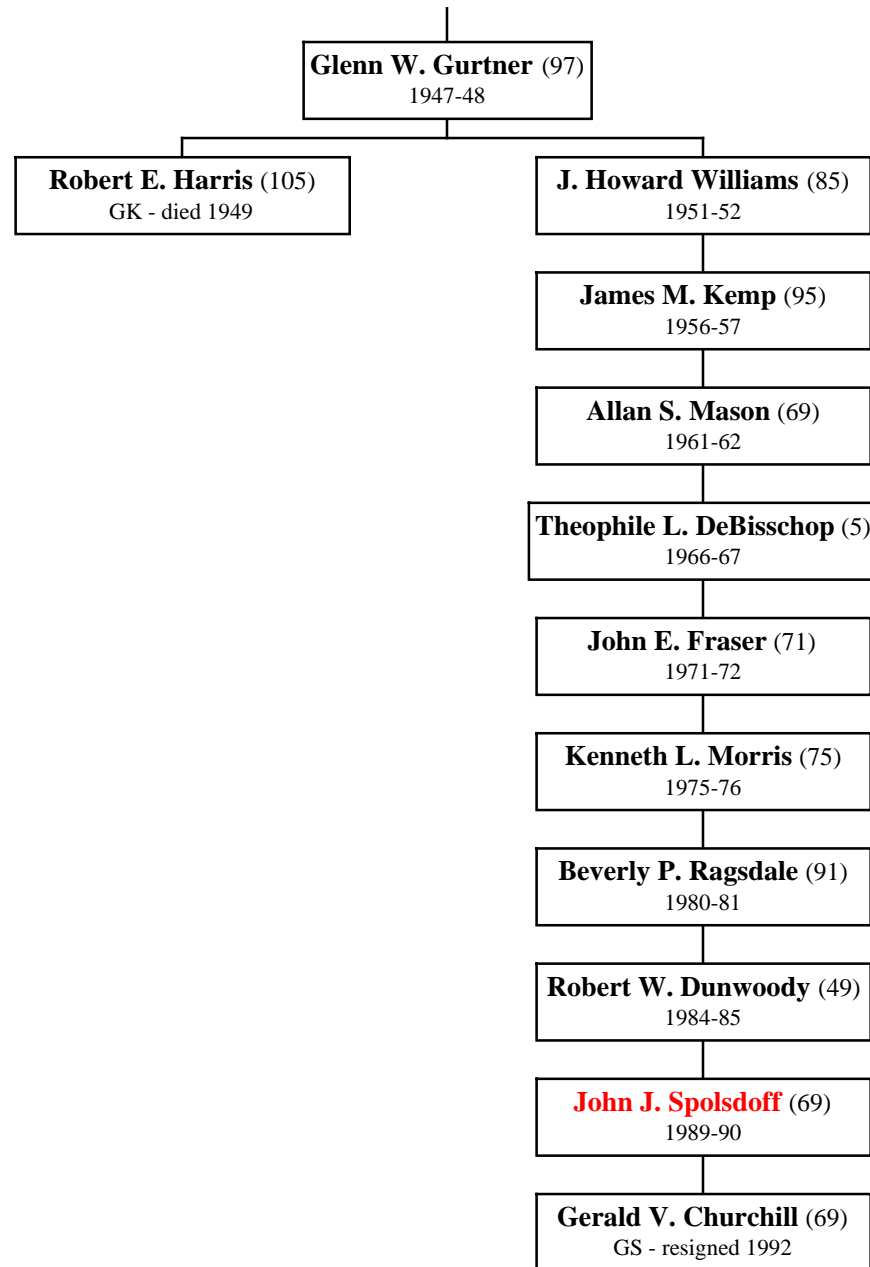 Glenn W. Gurtner (97)
1947-48
Robert E. Harris (105)
GK - died 1949
J. Howard Williams (85)
1951-52
James M. Kemp (95)
1956-57
Allan S. Mason (69)
1961-62
Theophile L. DeBisschop (5)
1966-67
John E. Fraser (71)
1971-72
Kenneth L. Morris (75)
1975-76
Beverly P. Ragsdale (91)
1980-81
Robert W. Dunwoody (49)
1984-85
John J. Spolsdoff (69)
1989-90
Gerald V. Churchill (69)
GS - resigned 1992